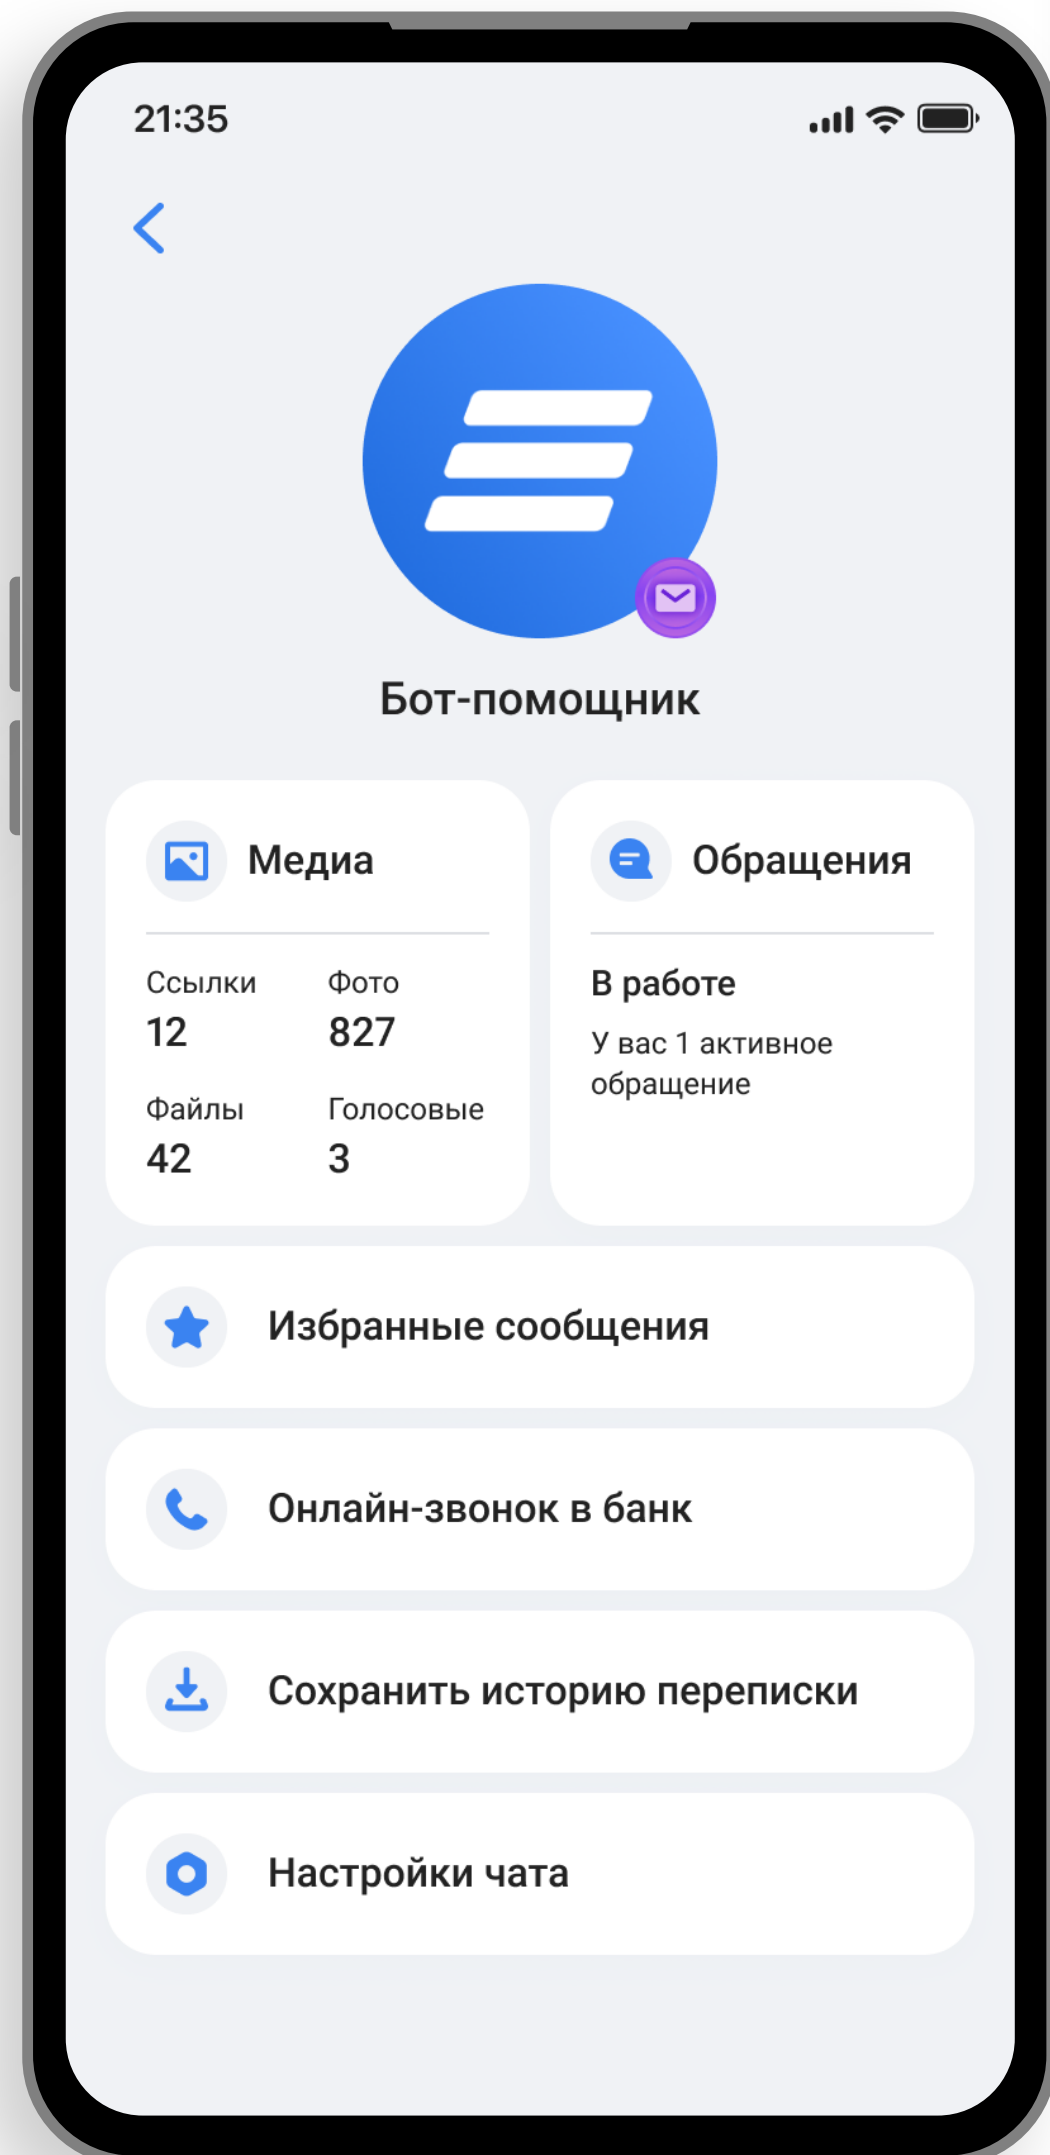 21:35
Бот-помощник
Медиа
Ссылки
12
Фото
827
Файлы
42
Голосовые
3
Обращения
В работе
У вас 1 активное
обращение
Избранные сообщения
Онлайн-звонок в банк
Сохранить историю переписки
Настройки чата